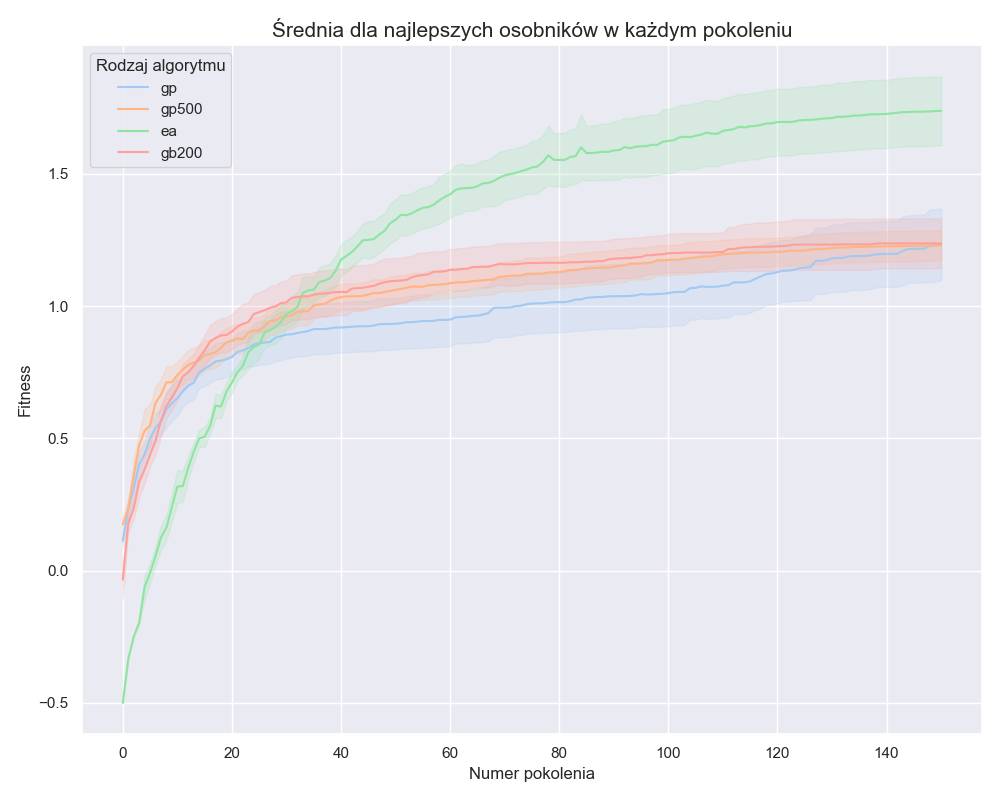 Średnia dla najlepszych osobników w każdym pokoleniu
Rodzaj algorytmu
gp
gp500
ea
gb200
1.5
1.0
0.5
0.0
−0.5
Fitness
0 20 40 60 80 100 120 140
Numer pokolenia